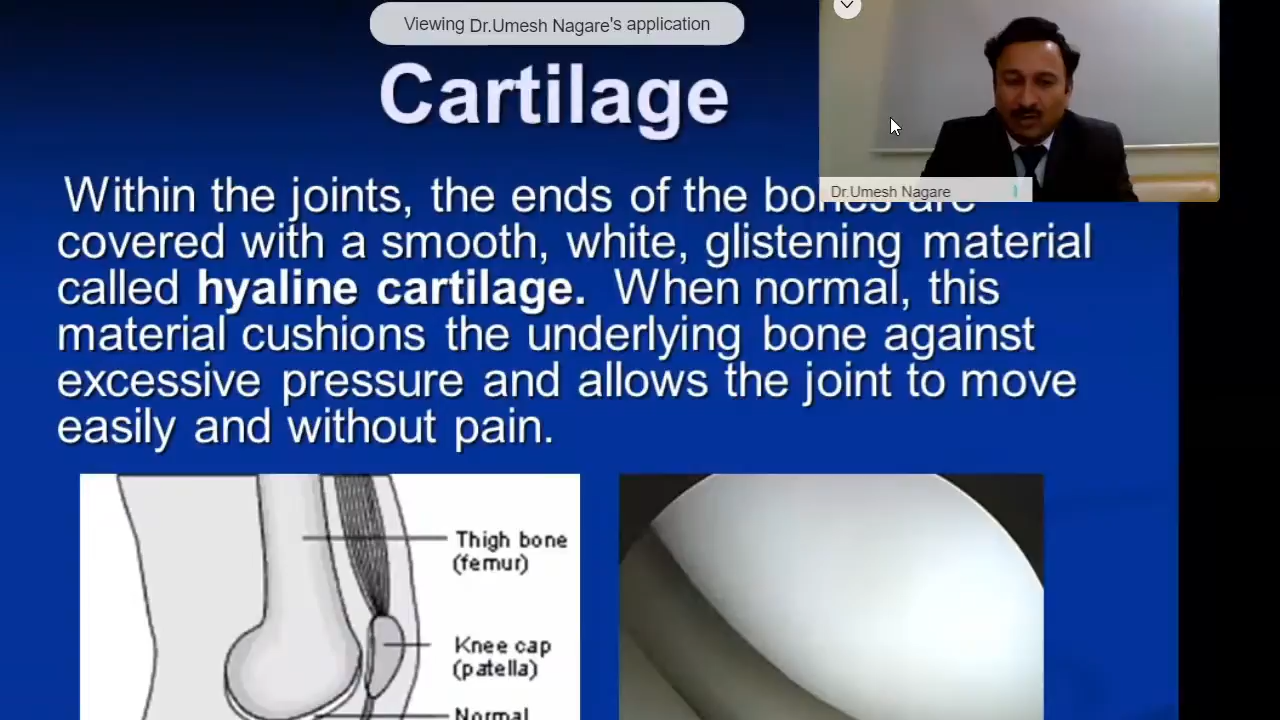 Viewing Dr.Umesh Nagare's application
Cartilage
Dr.Umesh Nagare
Within the joints, the ends of the bones are
covered with a smooth, white, glistening material
called hyaline cartilage. When normal, this
material cushions the underlying bone against
excessive pressure and allows the joint to move
easily and without pain.
Thigh bone
(femur)
Knee cap
(patella)
Normal